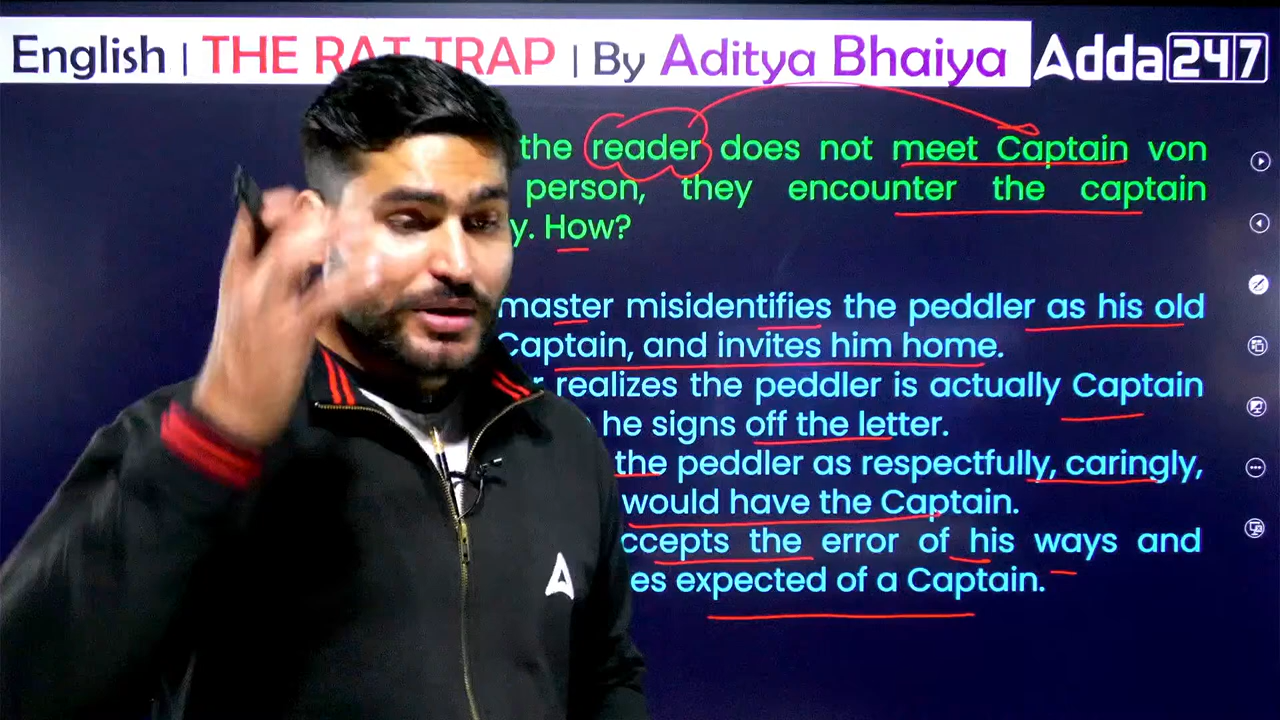 English | THE RAT TRAP | By Aditya Bhaiya Adda247
the reader does not meet Captain von
person, they encounter the captain
How?
master misidentifies the peddler as his old
Captain, and invites him home.
realizes the peddler is actually Captain
he signs off the letter.
the peddler as respectfully, caringly,
would have the Captain.
ccepts the error of his ways and
expected of a Captain.